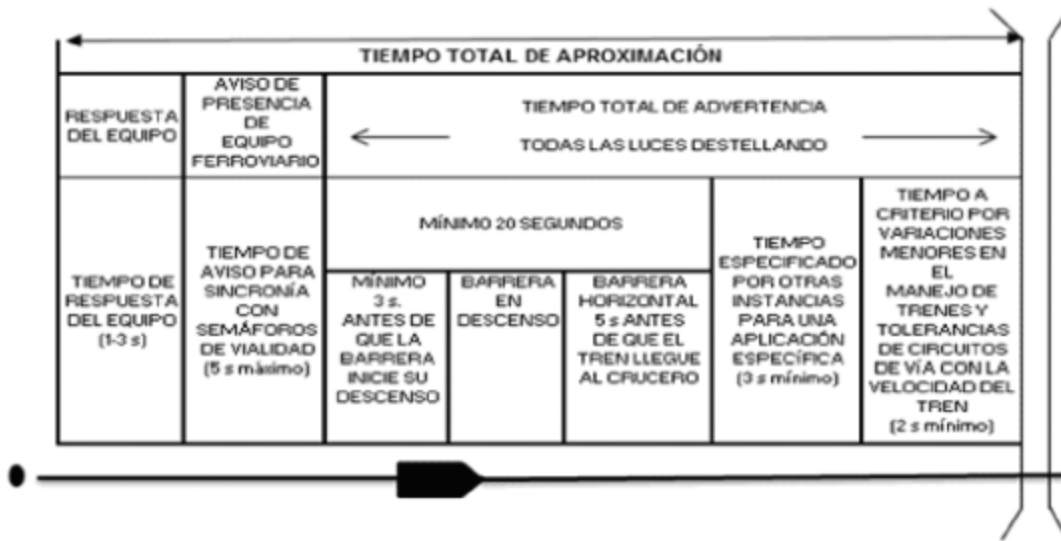 TIEMPO TOTAL DE APROXIMACIÓN
RESPUESTA
DEL EQUIPO
AVISO DE
PRESENCIA
DE
EQUIPO
FERROVIARIO
TIEMPO TOTAL DE ADVERTENCIA
TODAS LAS LUCES DESTELLANDO
TIEMPO DE
RESPUESTA
DEL EQUIPO
(1-3 s)
TIEMPO DE
AVISO PARA
SINCRONÍA
CON
SEMÁFOROS
DE VIALIDAD
(5 s máximo)
MÍNIMO 20 SEGUNDOS
MÍNIMO
3 s.
ANTES DE
QUE LA
BARRERA
INICIE SU
DESCENSO
BARRERA
EN
DESCENSO
BARRERA
HORIZONTAL
5 s ANTES
DE QUE EL
TREN LLEGUE
AL CRUCERO
TIEMPO
ESPECIFICADO
POR OTRAS
INSTANCIAS
PARA UNA
APLICACIÓN
ESPECÍFICA
(3 s mínimo)
TIEMPO A
CRITERIO POR
VARIACIONES
MENORES EN
EL
MANEJO DE
TRENES Y
TOLERANCIAS
DE CIRCUITOS
DE VÍA CON LA
VELOCIDAD DEL
TREN
(2 s mínimo)